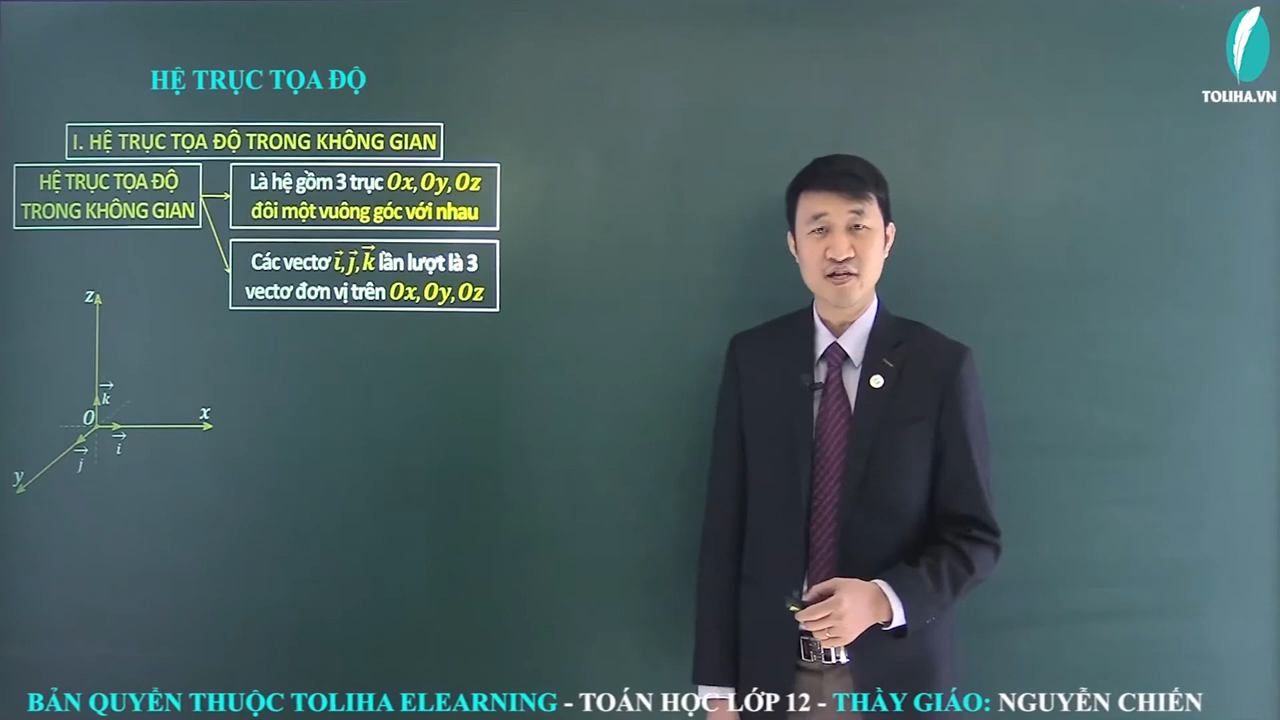 TOLIHA.VN
HỆ TRỤC TỌA ĐỘ
I. HỆ TRỤC TỌA ĐỘ TRONG KHÔNG GIAN
HỆ TRỤC TỌA ĐỘ
TRONG KHÔNG GIAN
Là hệ gồm 3 trục Ox, Oy, Oz
đôi một vuông góc với nhau
Các vectơ i⃗, j⃗, k⃗ lần lượt là 3
vectơ đơn vị trên Ox, Oy, Oz
z
k⃗
O
x
i⃗
j⃗
y
BẢN QUYỀN THUỘC TOLIHA ELEARNING - TOÁN HỌC LỚP 12 - THẦY GIÁO: NGUYỄN CHIẾN